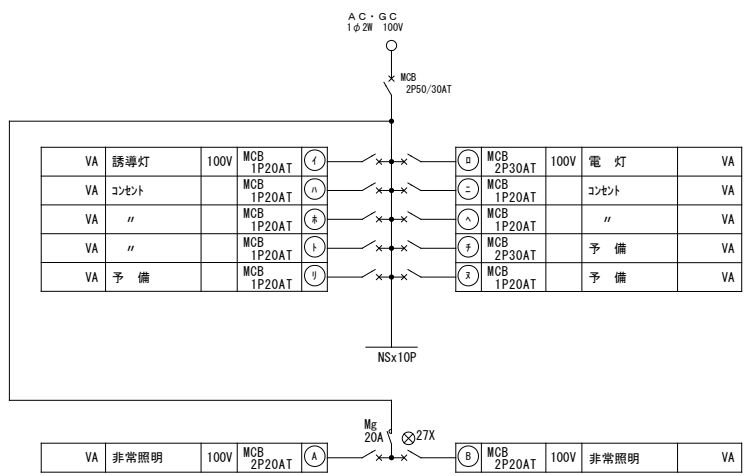 AC・GC
1φ2W 100V
MCB
2P50/30AT
VA 誘導灯 100V MCB 1P20AT イ
ロ MCB 2P30AT 100V 電 灯 VA
VA コンセント MCB 1P20AT ハ
ニ MCB 1P20AT コンセント VA
VA 〃 MCB 1P20AT ホ
ヘ MCB 1P20AT 〃 VA
VA 〃 MCB 1P20AT ト
チ MCB 2P30AT 予 備 VA
VA 予 備 MCB 1P20AT リ
ヌ MCB 1P20AT 予 備 VA
NSx10P
Mg
20A 27X
VA 非常照明 100V MCB 2P20AT A
B MCB 2P20AT 100V 非常照明 VA